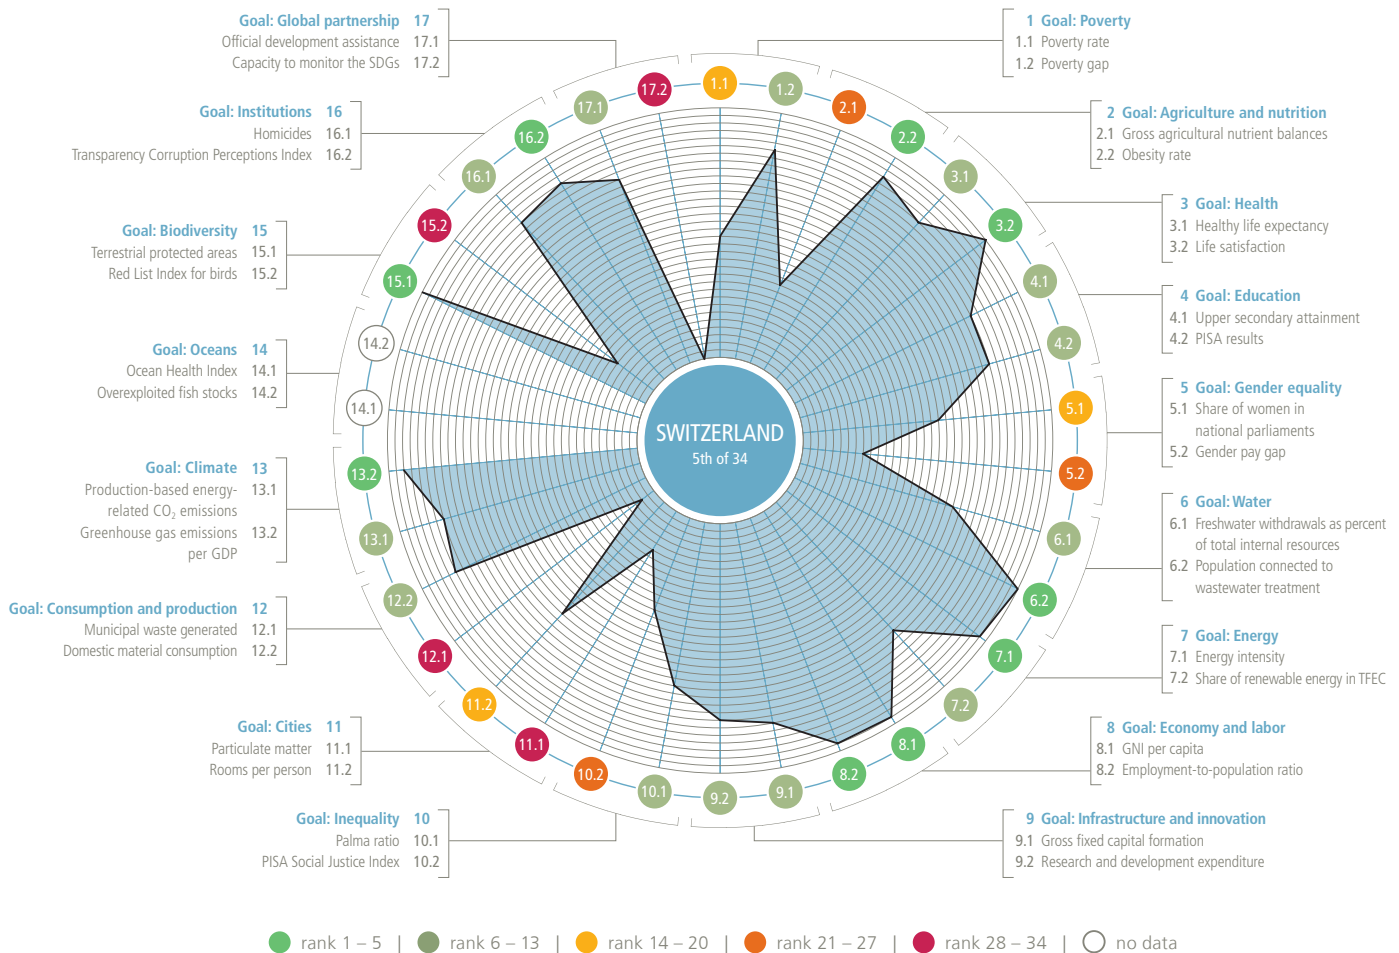 Goal: Global partnership 17
Official development assistance 17.1
Capacity to monitor the SDGs 17.2
Goal: Institutions 16
Homicides 16.1
Transparency Corruption Perceptions Index 16.2
Goal: Biodiversity 15
Terrestrial protected areas 15.1
Red List Index for birds 15.2
Goal: Oceans 14
Ocean Health Index 14.1
Overexploited fish stocks 14.2
Goal: Climate 13
Production-based energy- 13.1
related CO2 emissions
Greenhouse gas emissions 13.2
per GDP
Goal: Consumption and production 12
Municipal waste generated 12.1
Domestic material consumption 12.2
Goal: Cities 11
Particulate matter 11.1
Rooms per person 11.2
Goal: Inequality 10
Palma ratio 10.1
PISA Social Justice Index 10.2
1 Goal: Poverty
1.1 Poverty rate
1.2 Poverty gap
2 Goal: Agriculture and nutrition
2.1 Gross agricultural nutrient balances
2.2 Obesity rate
3 Goal: Health
3.1 Healthy life expectancy
3.2 Life satisfaction
4 Goal: Education
4.1 Upper secondary attainment
4.2 PISA results
5 Goal: Gender equality
5.1 Share of women in
national parliaments
5.2 Gender pay gap
6 Goal: Water
6.1 Freshwater withdrawals as percent
of total internal resources
6.2 Population connected to
wastewater treatment
7 Goal: Energy
7.1 Energy intensity
7.2 Share of renewable energy in TFEC
8 Goal: Economy and labor
8.1 GNI per capita
8.2 Employment-to-population ratio
9 Goal: Infrastructure and innovation
9.1 Gross fixed capital formation
9.2 Research and development expenditure
1.1
1.2
2.1
2.2
3.1
3.2
4.1
4.2
5.1
5.2
6.1
6.2
7.1
7.2
8.1
8.2
9.1
9.2
10.1
10.2
11.1
11.2
12.1
12.2
13.1
13.2
14.1
14.2
15.1
15.2
16.1
16.2
17.1
17.2
SWITZERLAND
5th of 34
rank 1 – 5 | rank 6 – 13 | rank 14 – 20 | rank 21 – 27 | rank 28 – 34 | no data